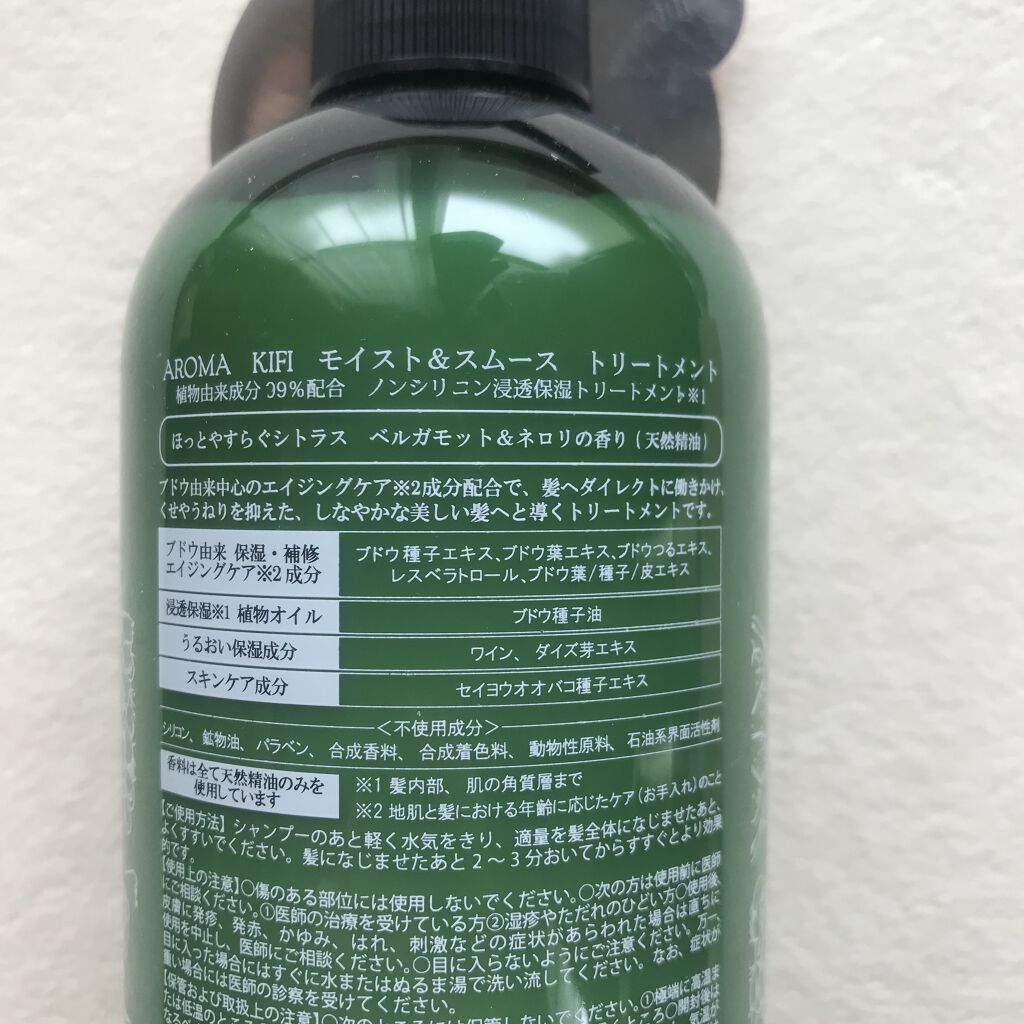 AROMA KIFI モイスト&スムース トリートメント
植物由来成分 99%配合 ノンシリコン浸透保湿トリートメント※1
ほっとやすらぐシトラス ベルガモット&ネロリの香り(天然精油)
ブドウ由来中心のエイジングケア※2成分配合で、髪へダイレクトに働きかけ、
くせやうねりを抑えた、しなやかな美しい髪へと導くトリートメントです。
ブドウ由来 保湿・補修
エイジングケア※2成分
ブドウ種子エキス、ブドウ葉エキス、ブドウつるエキス、
レスベラトロール、ブドウ葉/種子/皮エキス
浸透保湿※1 植物オイル
ブドウ種子油
うるおい保湿成分
ワイン、ダイズ芽エキス
スキンケア成分
セイヨウオオバコ種子エキス
<不使用成分>
シリコン、鉱物油、パラベン、合成香料、合成着色料、動物性原料、石油系界面活性剤
香料は全て天然精油のみを
使用しています
※1 髪内部、肌の角質層まで
※2 地肌と髪における年齢に応じたケア(お手入れ)のこと
【ご使用方法】シャンプーのあと軽く水気をきり、適量を髪全体になじませたあと、
よくすすいでください。髪になじませたあと2〜3分おいてからすすぐとより効果
的です。
【使用上の注意】○傷のある部位には使用しないでください。○次の方は使用前に医師
にご相談ください。①医師の治療を受けている方②湿疹やただれのひどい方○使用後、
皮膚に発疹、発赤、かゆみ、はれ、刺激などの症状があらわれた場合は直ちに
使用を中止し、医師にご相談ください。○目に入らないようにご注意ください。万一、
目に入った場合にはすぐに水またはぬるま湯で洗い流してください。なお、症状が
重い場合には医師の診察を受けてください。
【保管および取扱上の注意】○次のところには保管しないでください。①極端に高温ま
たは低温のところ
ところ○開封後は